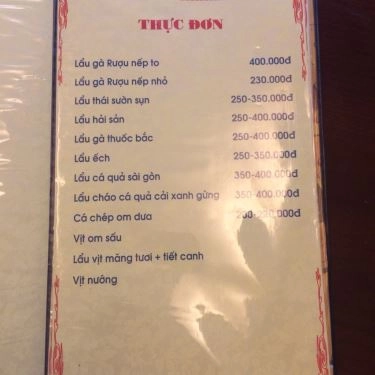 THỰC ĐƠN
Lẩu gà Rượu nếp to 400.000đ
Lẩu gà Rượu nếp nhỏ 230.000đ
Lẩu thái sườn sụn 250-350.000đ
Lẩu hải sản 250-400.000đ
Lẩu gà thuốc bắc 250-400.000đ
Lẩu ếch 250-350.000đ
Lẩu cá quả sài gòn 350-400.000đ
Lẩu cháo cá quả cải xanh gừng 350-400.000đ
Cá chép om dưa
Vịt om sấu
Lẩu vịt măng tươi + tiết canh
Vịt nướng